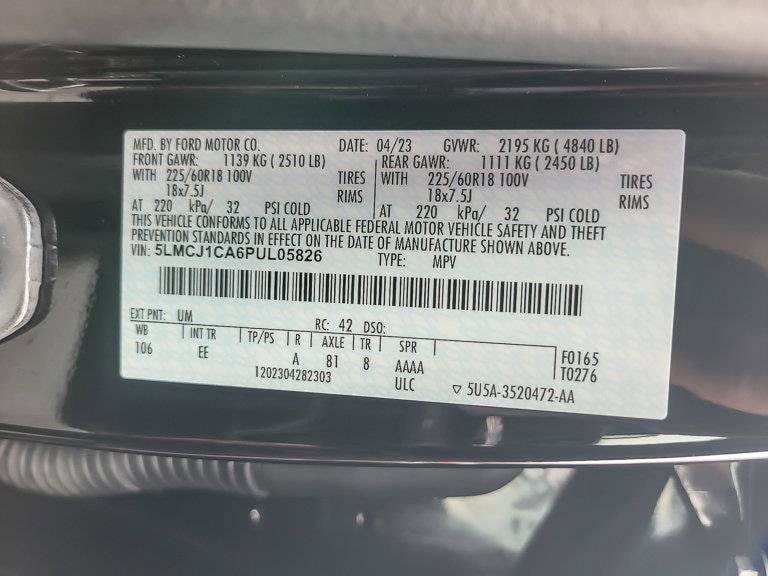 MFD. BY FORD MOTOR CO. DATE: 04/23 GVWR: 2195 KG ( 4840 LB)
FRONT GAWR: 1139 KG ( 2510 LB) REAR GAWR: 1111 KG ( 2450 LB)
WITH 225/60R18 100V TIRES WITH 225/60R18 100V TIRES
18x7.5J RIMS 18x7.5J RIMS
AT 220 kPa/ 32 PSI COLD AT 220 kPa/ 32 PSI COLD
THIS VEHICLE CONFORMS TO ALL APPLICABLE FEDERAL MOTOR VEHICLE SAFETY AND THEFT
PREVENTION STANDARDS IN EFFECT ON THE DATE OF MANUFACTURE SHOWN ABOVE.
VIN: 5LMCJ1CA6PUL05826 TYPE: MPV
EXT PNT: UM RC: 42 DSO:
WB INT TR TP/PS R AXLE TR SPR F0165
106 EE A 81 8 AAAA T0276
1202304282303 ULC ▽ 5U5A-3520472-AA